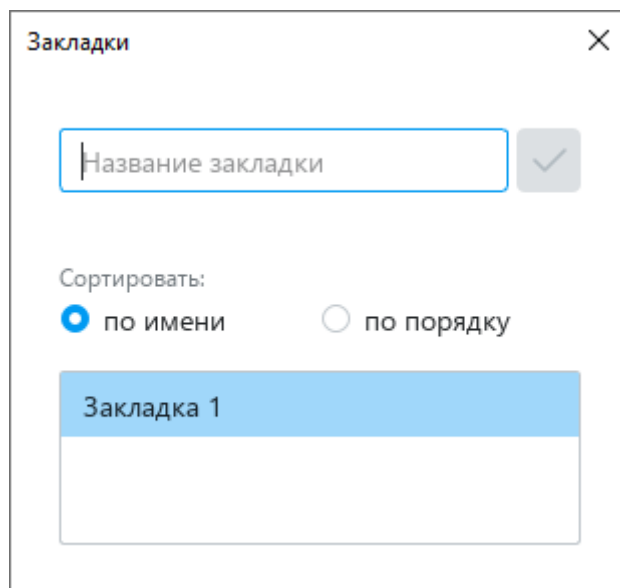 Закладки
Название закладки
Сортировать:
по имени
по порядку
Закладка 1